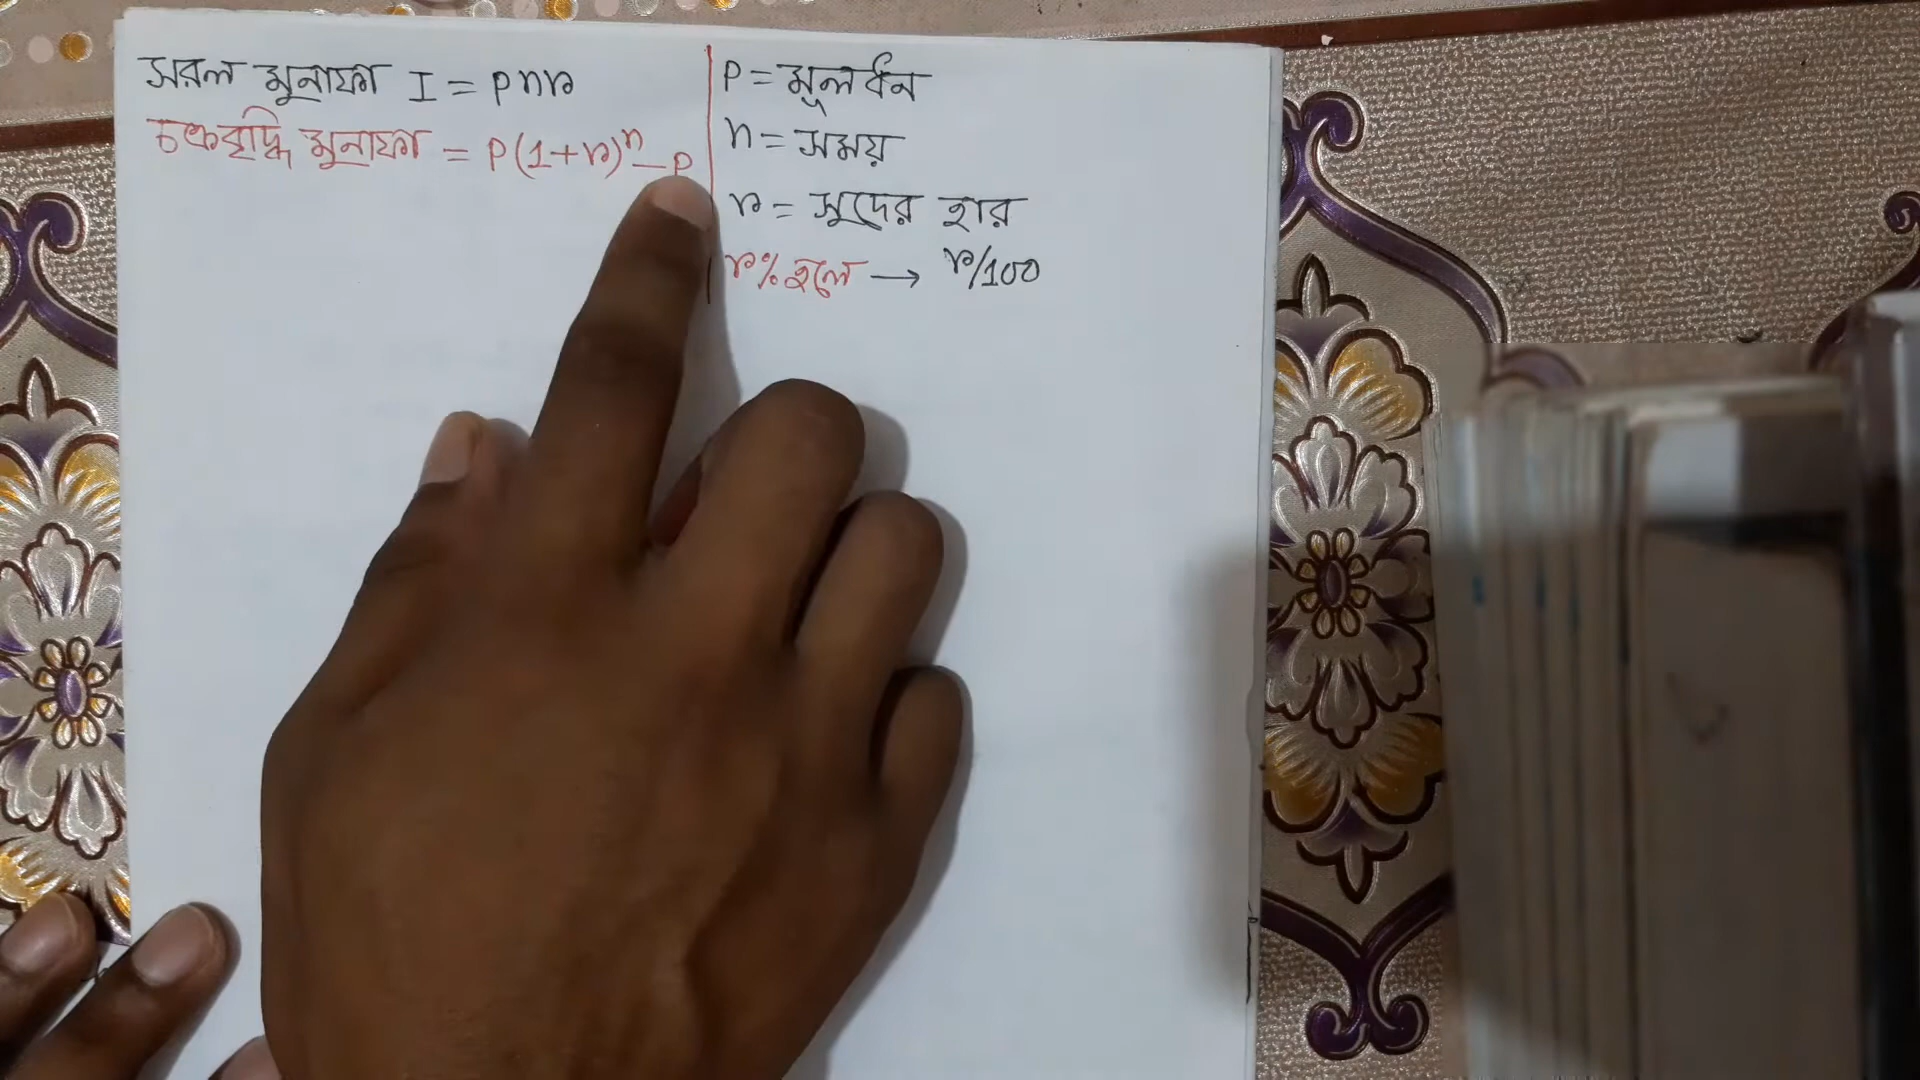 সরল মুনাফা I = pnr
চক্রবৃদ্ধি মুনাফা = P(1+r)ⁿ-p
P = মূলধন
n = সময়
r = সুদের হার
r% হলে → r/100